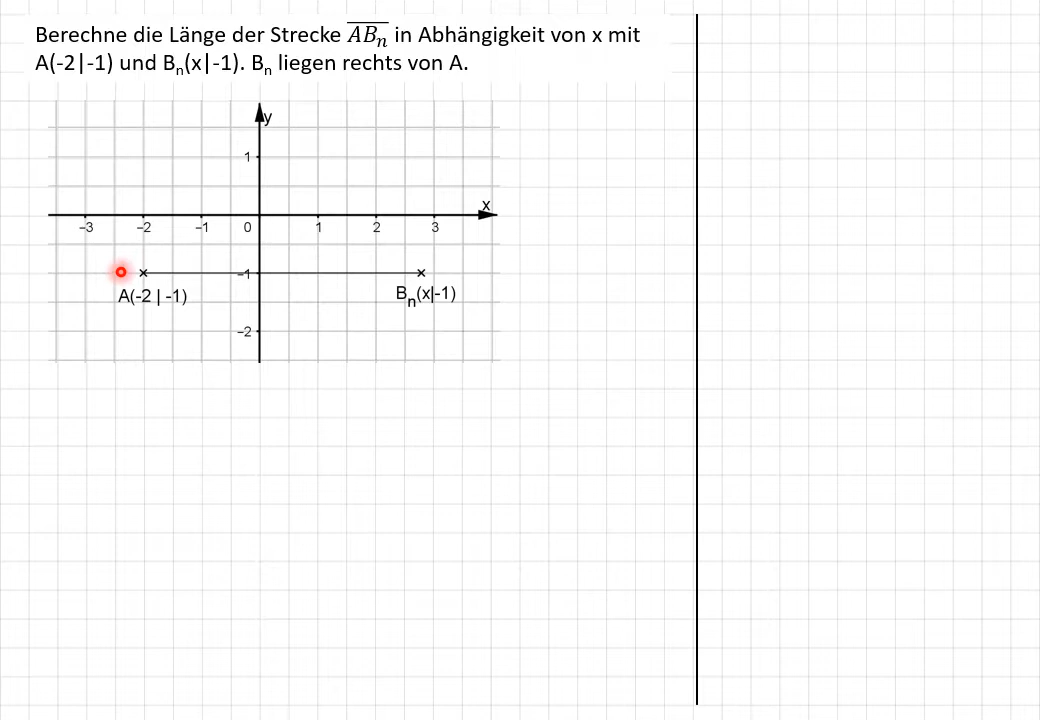 Berechne die Länge der Strecke ABn in Abhängigkeit von x mit
A(-2|-1) und Bn(x|-1). Bn liegen rechts von A.
y
1
x
-3 -2 -1 0 1 2 3
-1
A(-2 | -1) Bn(x|-1)
-2